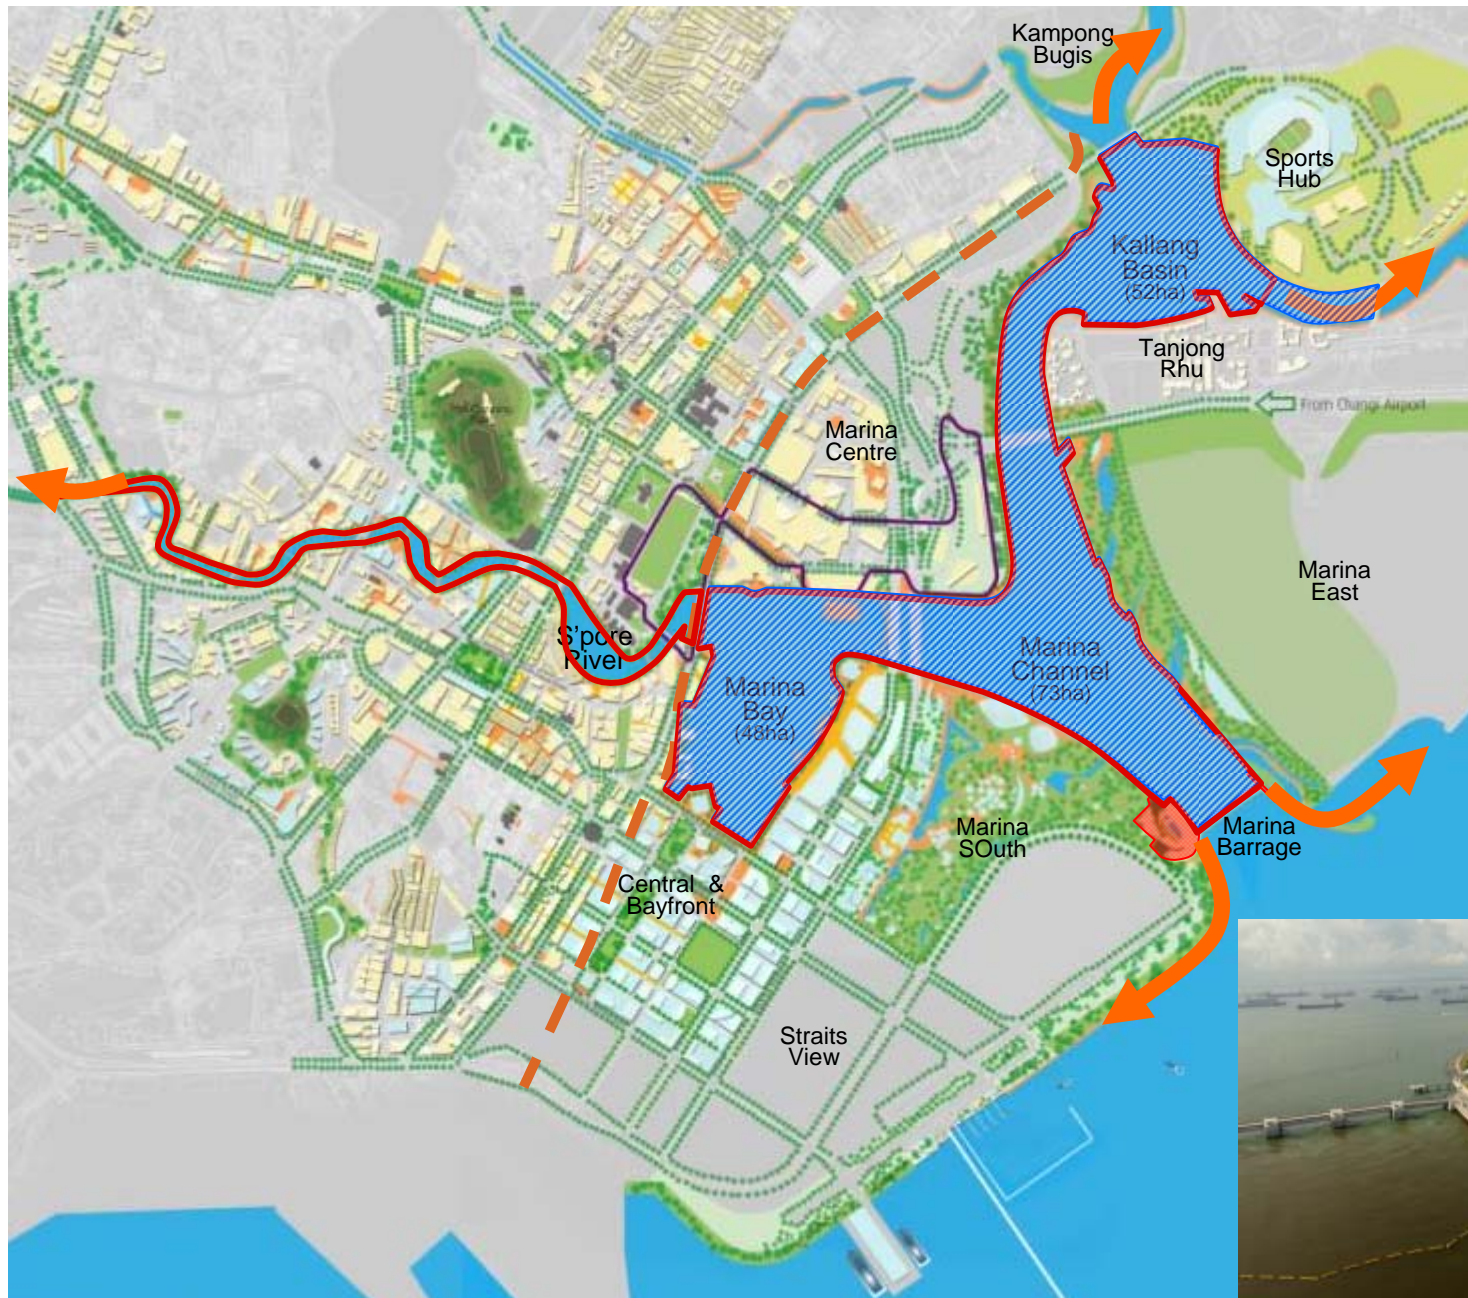 Kampong
Bugis
Sports
Hub
Kallang
Basin
(52ha)
Tanjong
Rhu
From Changi Airport
Marina
Centre
Marina
East
S'pore
River
Marina
Channel
(73ha)
Marina
Bay
(48ha)
Marina
SOuth
Marina
Barrage
Central &
Bayfront
Straits
View